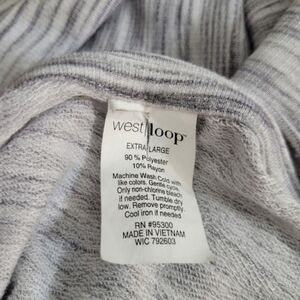 west loop™
EXTRA LARGE
90 % Polyester
10% Rayon
Machine Wash Cold with
like colors. Gentle cycle.
Only non-chlorine bleach
if needed. Tumble dry
low. Remove promptly.
Cool iron if needed
RN #95300
MADE IN VIETNAM
WIC 792603